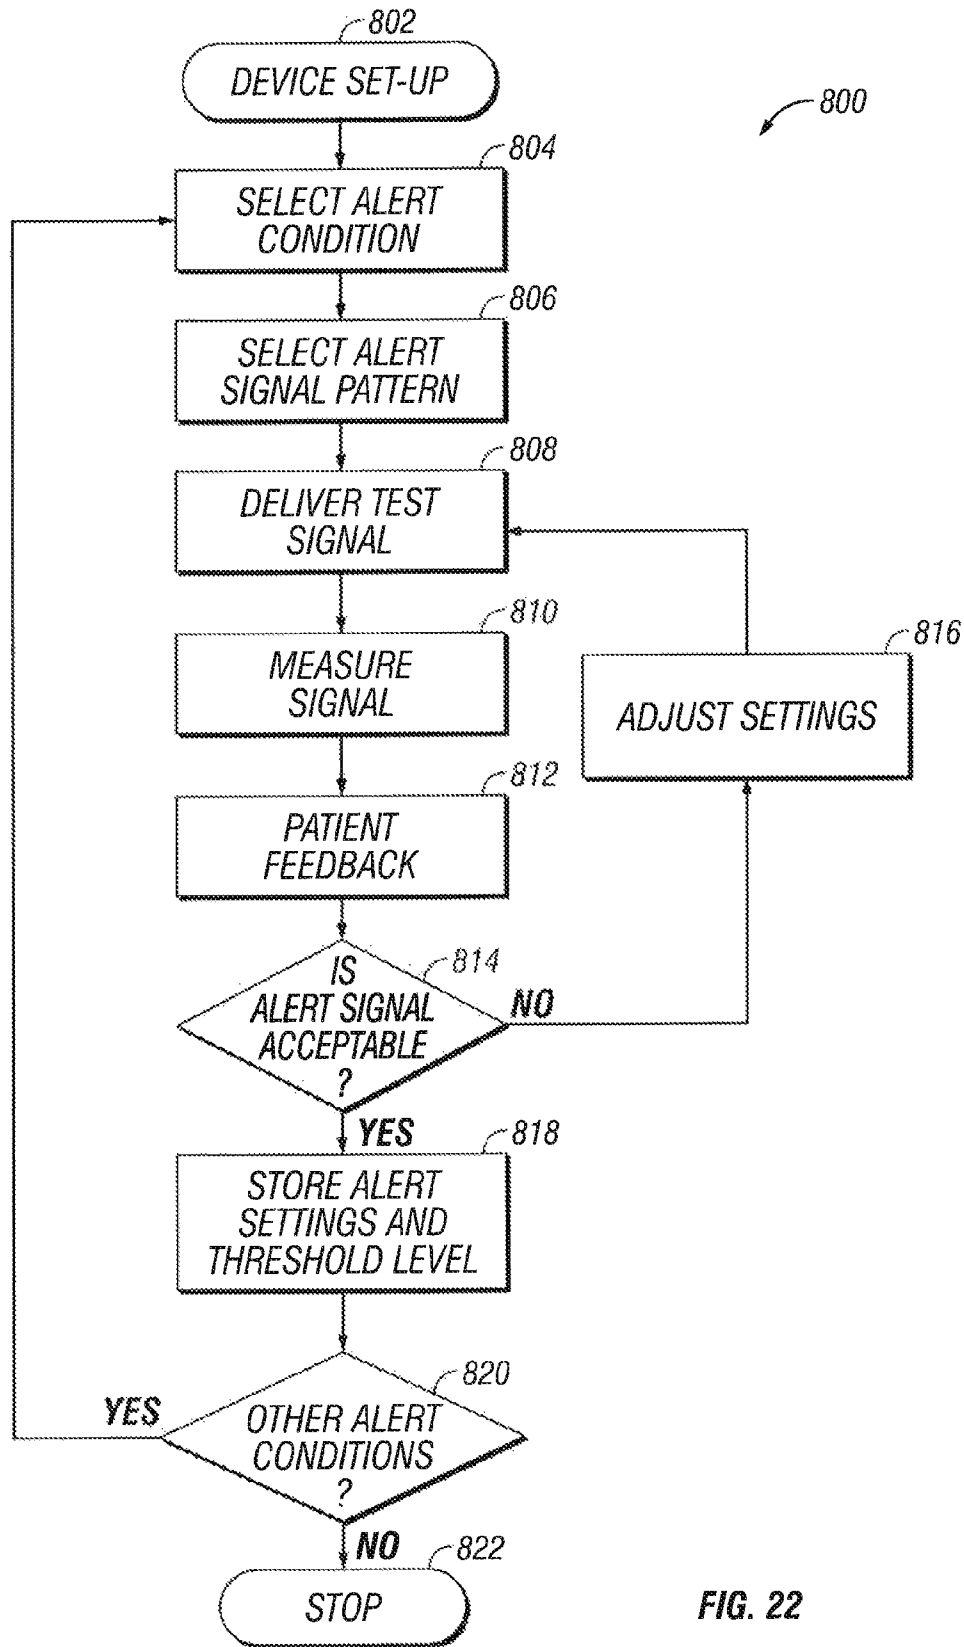 802
DEVICE SET-UP
800
804
SELECT ALERT
CONDITION
806
SELECT ALERT
SIGNAL PATTERN
808
DELIVER TEST
SIGNAL
810
MEASURE
SIGNAL
816
ADJUST SETTINGS
812
PATIENT
FEEDBACK
814
IS
ALERT SIGNAL
ACCEPTABLE
?
NO
YES
818
STORE ALERT
SETTINGS AND
THRESHOLD LEVEL
820
YES
OTHER ALERT
CONDITIONS
?
NO
822
STOP
FIG. 22